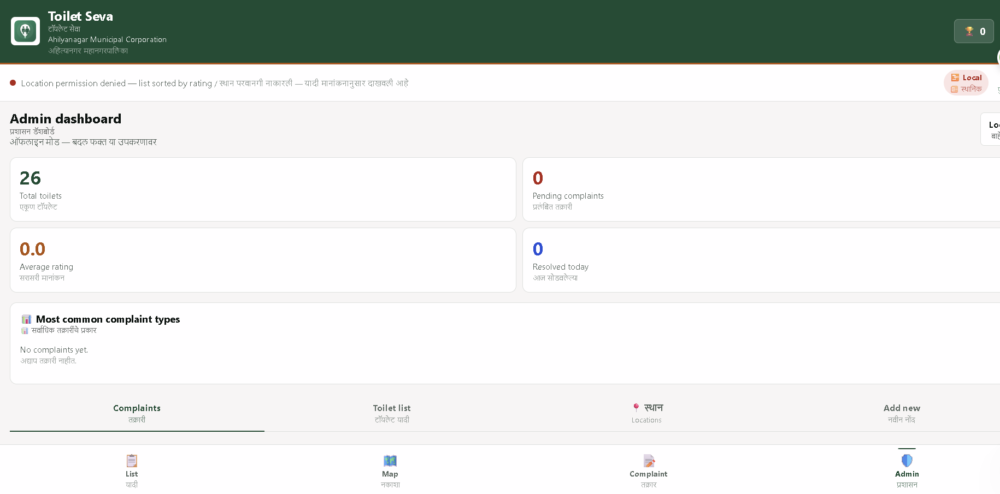 Toilet Seva
टॉयलेट सेवा
Ahilyanagar Municipal Corporation
अहिल्यानगर महानगरपालिका
0
Location permission denied — list sorted by rating / स्थान परवानगी नाकारली — यादी मानांकनानुसार दाखवली आहे
Local
स्थानिक
Admin dashboard
प्रशासन डॅशबोर्ड
ऑफलाइन मोड — बदल फक्त या उपकरणावर
26
Total toilets
एकूण टॉयलेट
0
Pending complaints
प्रलंबित तक्रारी
0.0
Average rating
सरासरी मानांकन
0
Resolved today
आज सोडवलेल्या
Most common complaint types
सर्वाधिक तक्रारींचे प्रकार
No complaints yet.
अद्याप तक्रारी नाहीत.
Complaints
तक्रारी
Toilet list
टॉयलेट यादी
स्थान
Locations
Add new
नवीन नोंद
List
यादी
Map
नकाशा
Complaint
तक्रार
Admin
प्रशासन